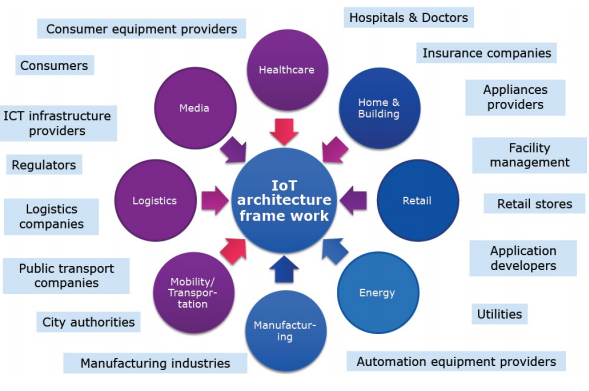 Hospitals & Doctors
Consumer equipment providers
Insurance companies
Consumers
Healthcare
Media
Home &
Building
Appliances
providers
ICT infrastructure
providers
Facility
management
Regulators
IoT
architecture
frame work
Logistics
Retail
Retail stores
Logistics
companies
Application
developers
Public transport
companies
Mobility/
Transpor-
tation
Energy
City authorities
Manufactur-
ing
Utilities
Manufacturing industries
Automation equipment providers